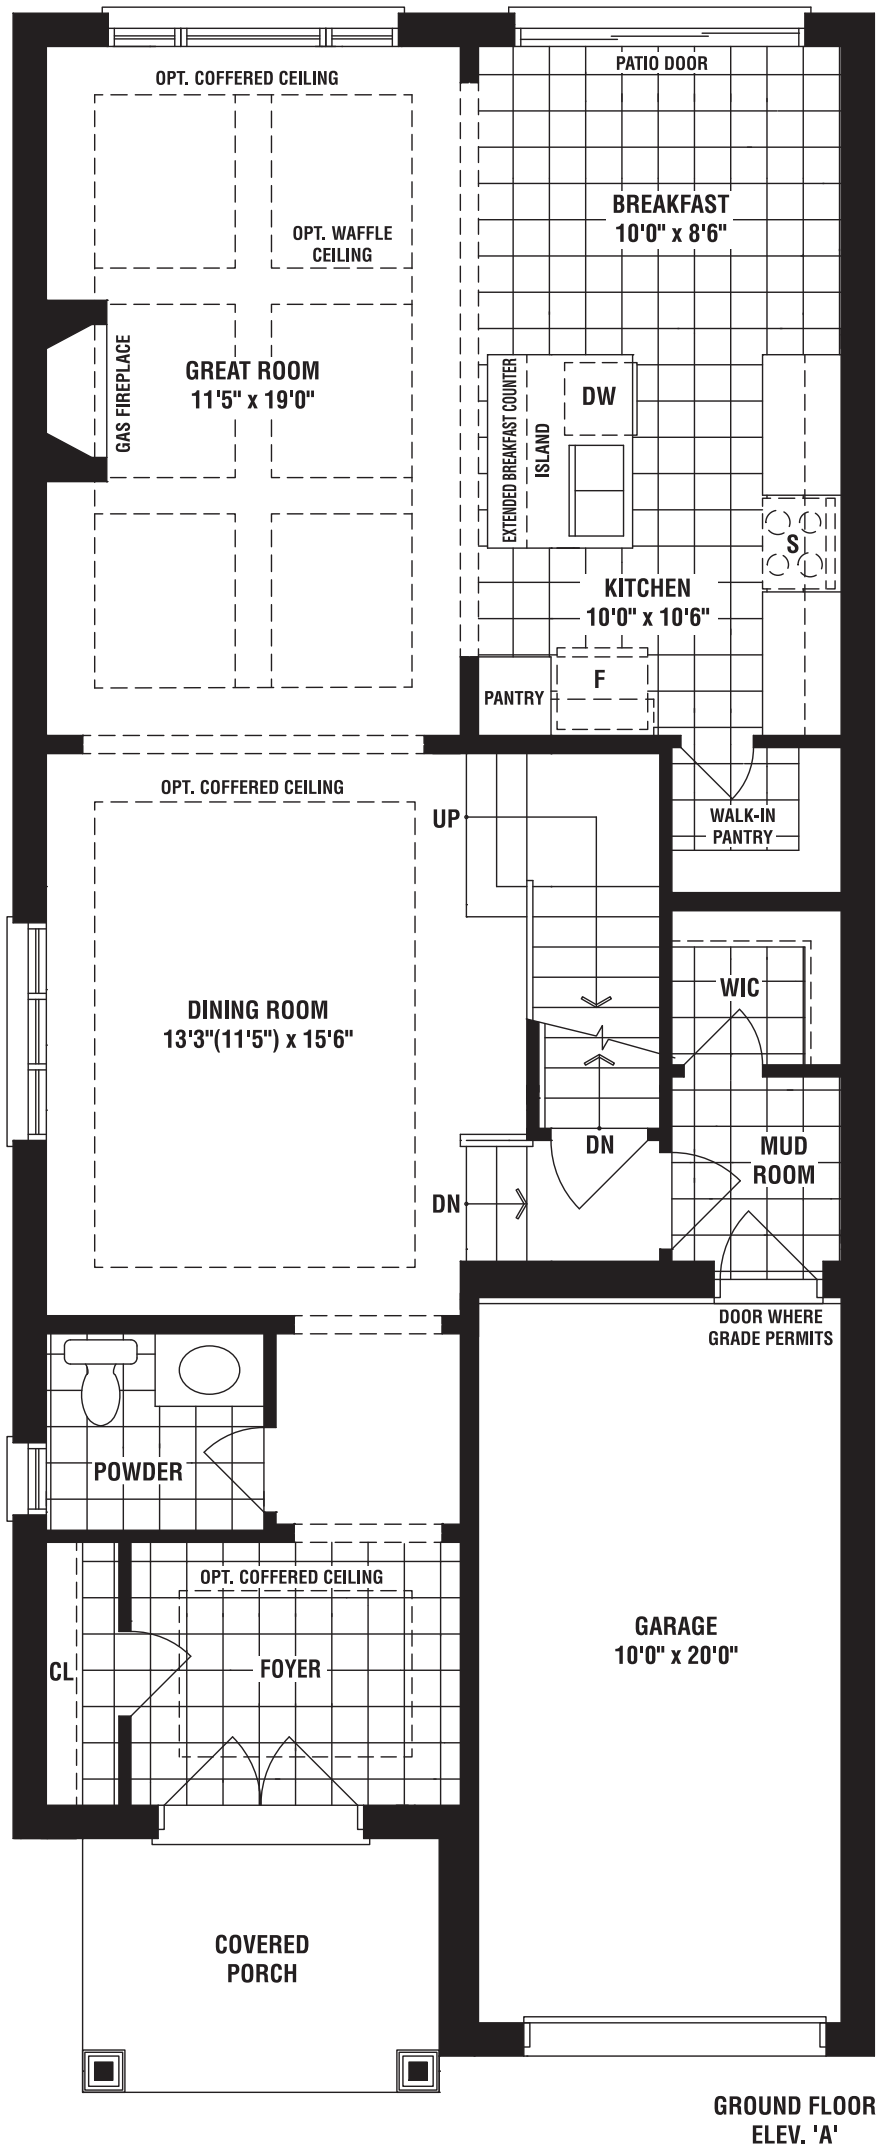 OPT. COFFERED CEILING
PATIO DOOR
BREAKFAST
10'0" x 8'6"
OPT. WAFFLE
CEILING
GAS FIREPLACE
GREAT ROOM
11'5" x 19'0"
EXTENDED BREAKFAST COUNTER
ISLAND
DW
S
KITCHEN
10'0" x 10'6"
PANTRY
F
OPT. COFFERED CEILING
UP
WALK-IN
PANTRY
WIC
DINING ROOM
13'3"(11'5") x 15'6"
DN
MUD
ROOM
DN
DOOR WHERE
GRADE PERMITS
POWDER
OPT. COFFERED CEILING
CL
FOYER
GARAGE
10'0" x 20'0"
COVERED
PORCH
GROUND FLOOR
ELEV. 'A'